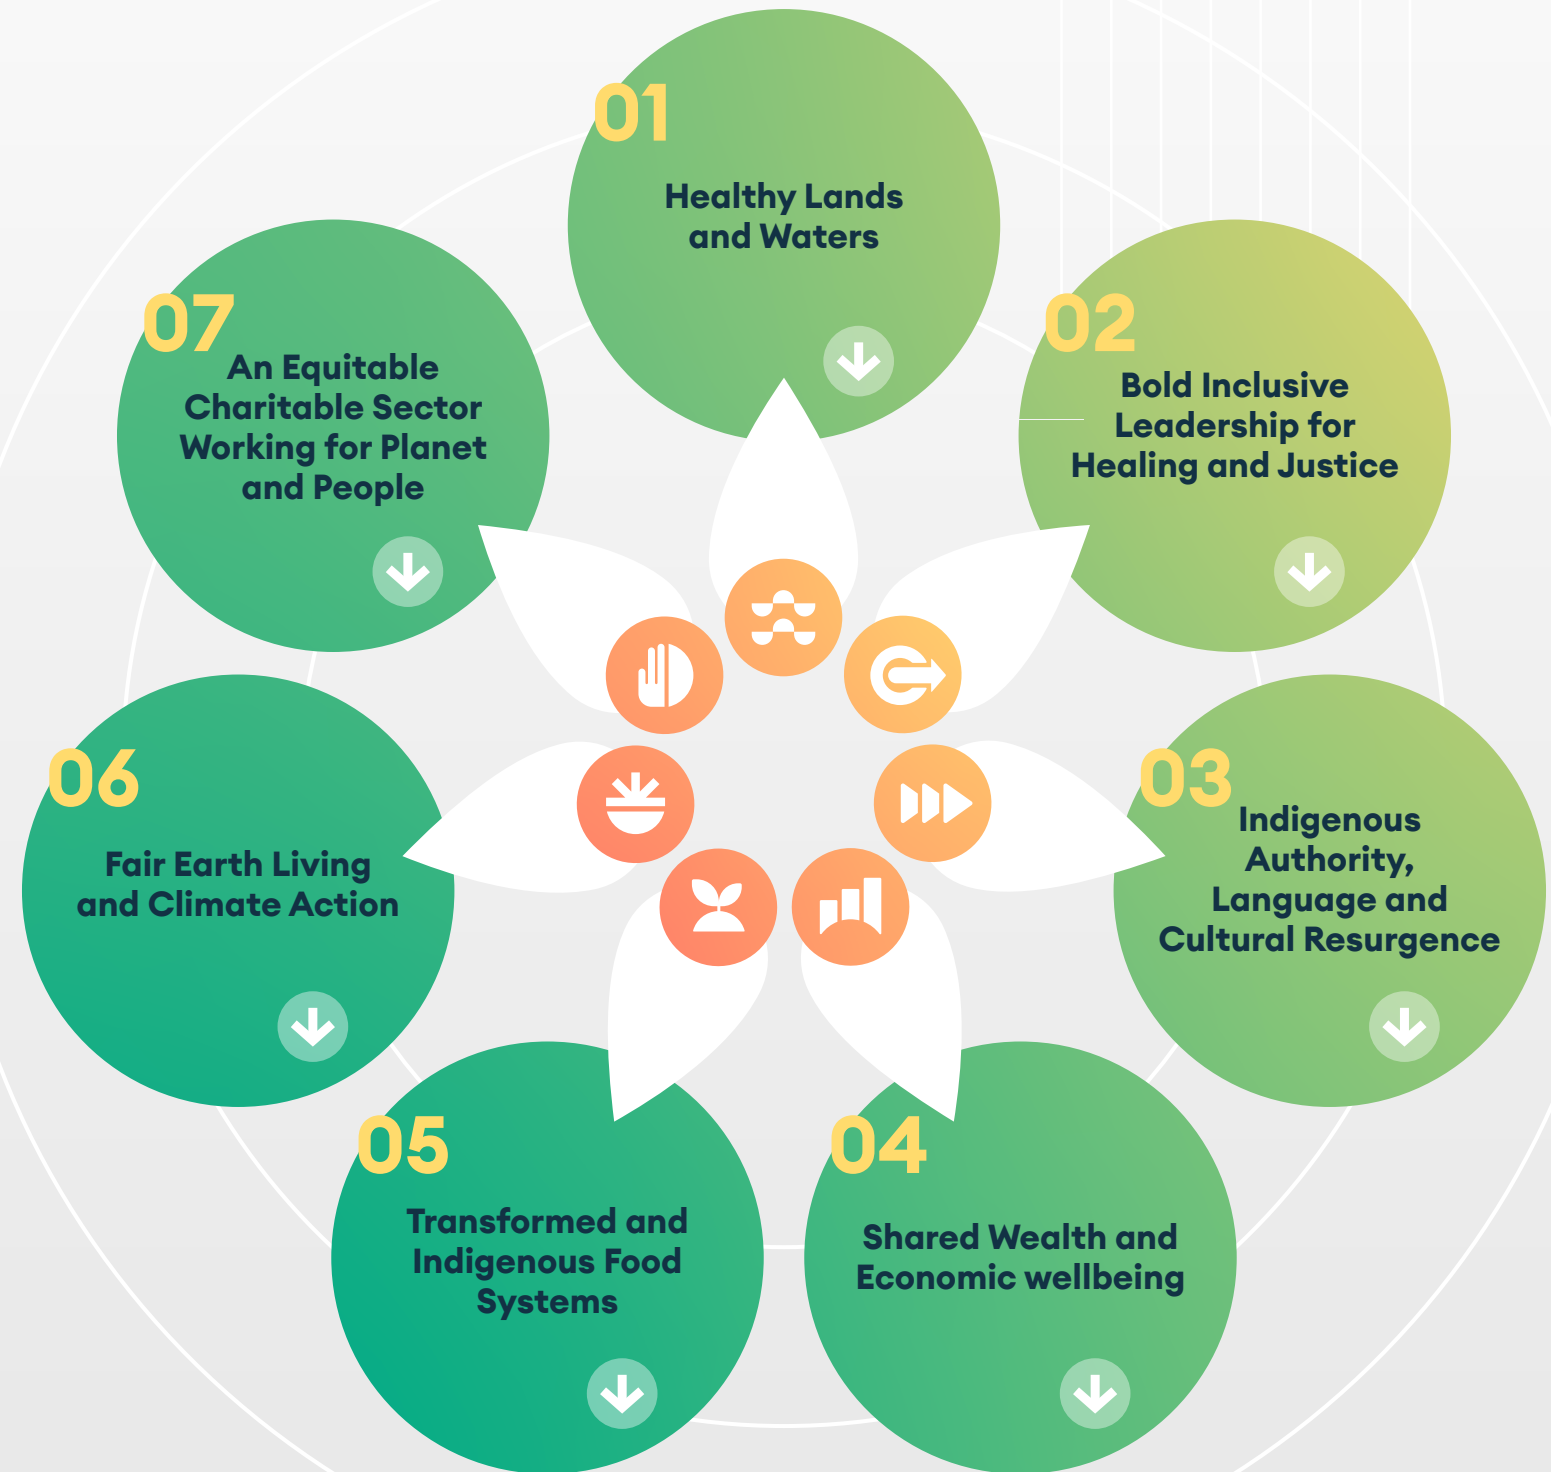 01
Healthy Lands
and Waters
02
Bold Inclusive
Leadership for
Healing and Justice
03
Indigenous
Authority,
Language and
Cultural Resurgence
04
Shared Wealth and
Economic wellbeing
05
Transformed and
Indigenous Food
Systems
06
Fair Earth Living
and Climate Action
07
An Equitable
Charitable Sector
Working for Planet
and People